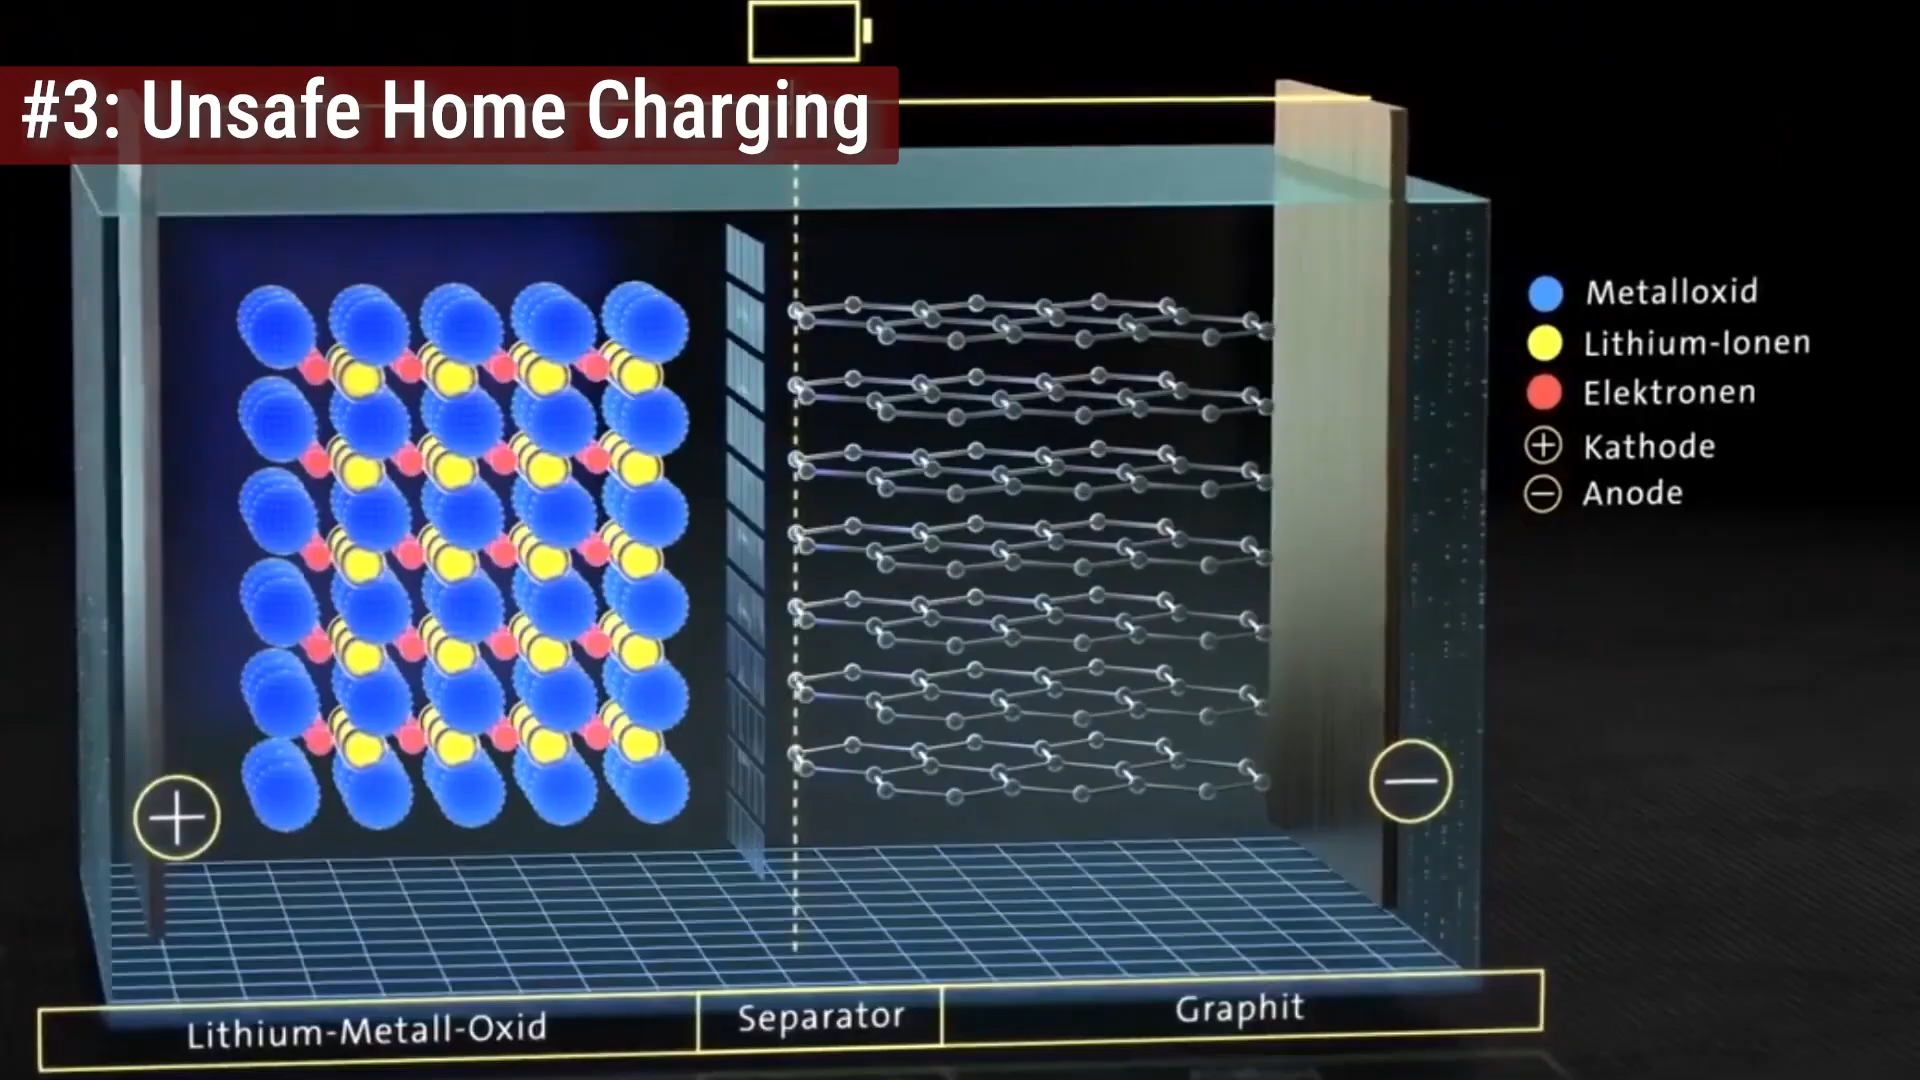 #3: Unsafe Home Charging
Metalloxid
Lithium-Ionen
Elektronen
Kathode
Anode
Lithium-Metall-Oxid
Separator
Graphit